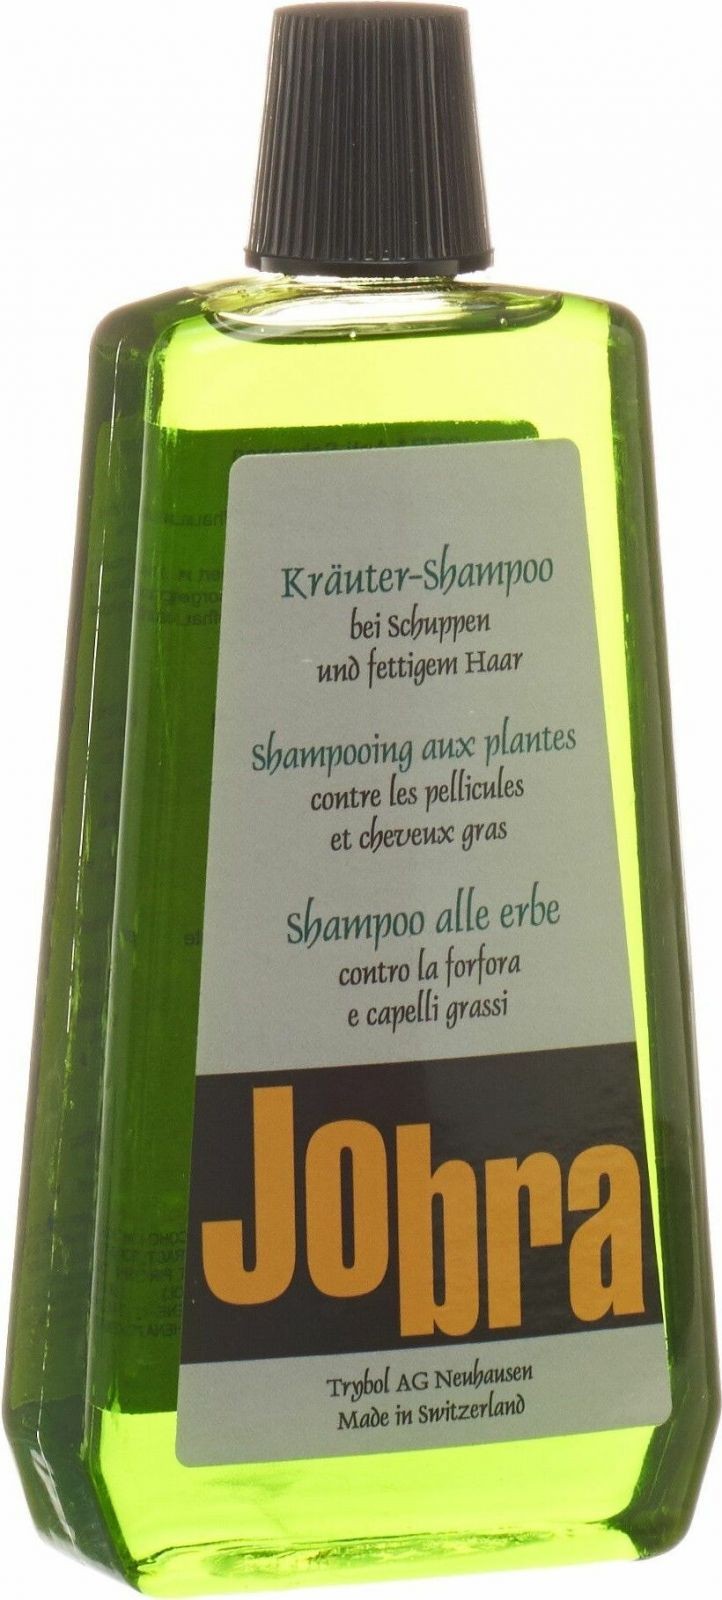 Kräuter-Shampoo
bei Schuppen
und fettigem Haar
Shampooing aux plantes
contre les pellicules
et cheveux gras
Shampoo alle erbe
contro la forfora
e capelli grassi
Jobra
Trybol AG Neuhausen
Made in Switzerland